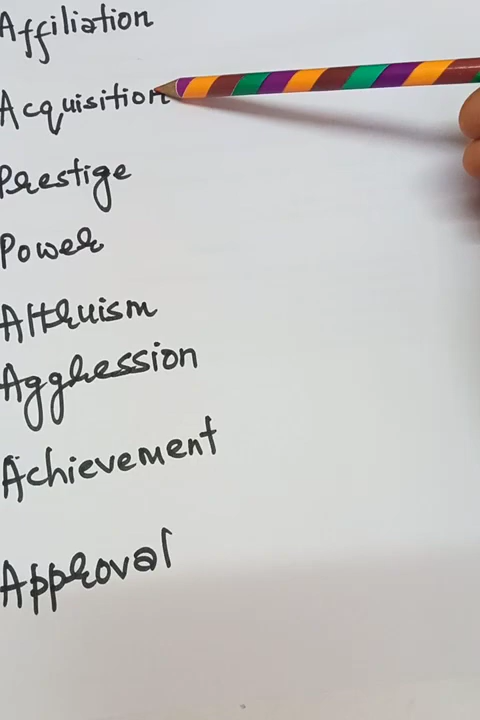 Affiliation
Acquisition
Prestige
Power
Altruism
Aggression
Achievement
Approval